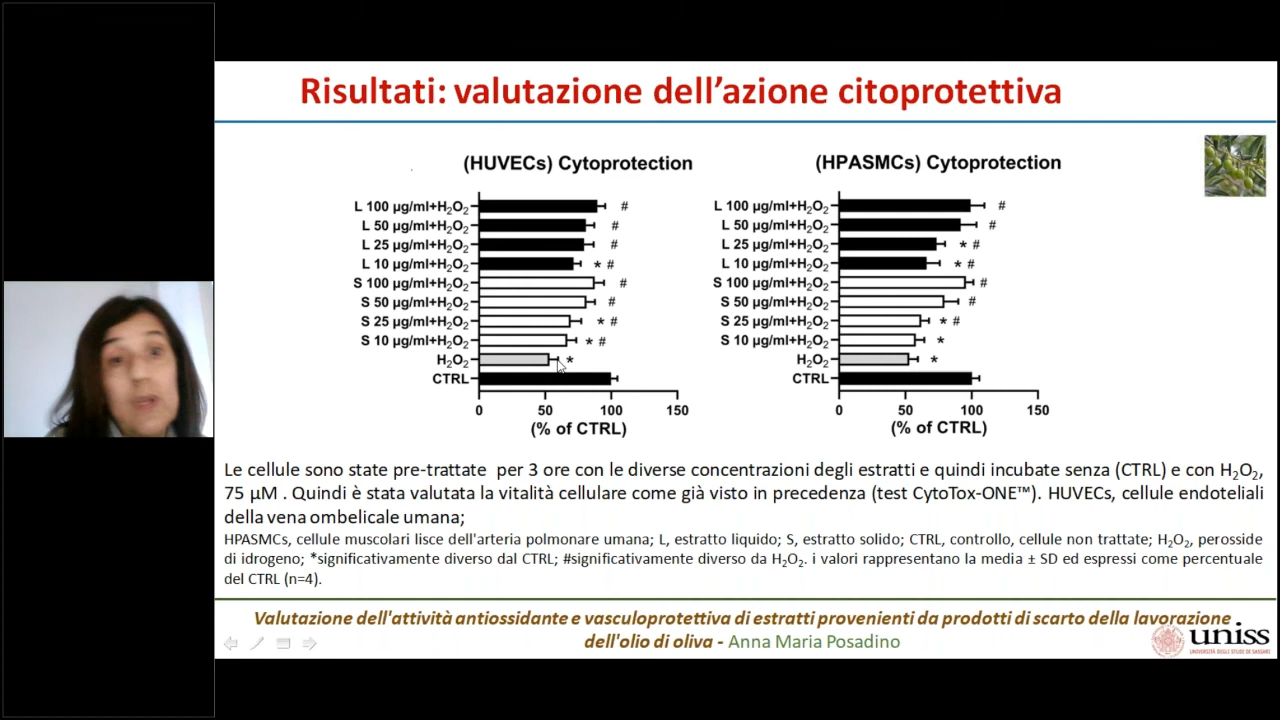 Risultati: valutazione dell’azione citoprotettiva
(HUVECs) Cytoprotection
L 100 µg/ml+H₂O₂ #
L 50 µg/ml+H₂O₂ #
L 25 µg/ml+H₂O₂ #
L 10 µg/ml+H₂O₂ * #
S 100 µg/ml+H₂O₂ #
S 50 µg/ml+H₂O₂ #
S 25 µg/ml+H₂O₂ * #
S 10 µg/ml+H₂O₂ * #
H₂O₂ *
CTRL
0 50 100 150
(% of CTRL)
(HPASMCs) Cytoprotection
L 100 µg/ml+H₂O₂ #
L 50 µg/ml+H₂O₂ #
L 25 µg/ml+H₂O₂ * #
L 10 µg/ml+H₂O₂ * #
S 100 µg/ml+H₂O₂ #
S 50 µg/ml+H₂O₂ #
S 25 µg/ml+H₂O₂ * #
S 10 µg/ml+H₂O₂ *
H₂O₂ *
CTRL
0 50 100 150
(% of CTRL)
Le cellule sono state pre-trattate per 3 ore con le diverse concentrazioni degli estratti e quindi incubate senza (CTRL) e con H₂O₂,
75 µM . Quindi è stata valutata la vitalità cellulare come già visto in precedenza (test CytoTox-ONE™). HUVECs, cellule endoteliali
della vena ombelicale umana;
HPASMCs, cellule muscolari lisce dell'arteria polmonare umana; L, estratto liquido; S, estratto solido; CTRL, controllo, cellule non trattate; H₂O₂, perosside
di idrogeno; *significativamente diverso dal CTRL; #significativamente diverso da H₂O₂. i valori rappresentano la media ± SD ed espressi come percentuale
del CTRL (n=4).
Valutazione dell'attività antiossidante e vasculoprotettiva di estratti provenienti da prodotti di scarto della lavorazione
dell'olio di oliva - Anna Maria Posadino
uniss
UNIVERSITÀ DEGLI STUDI DI SASSARI